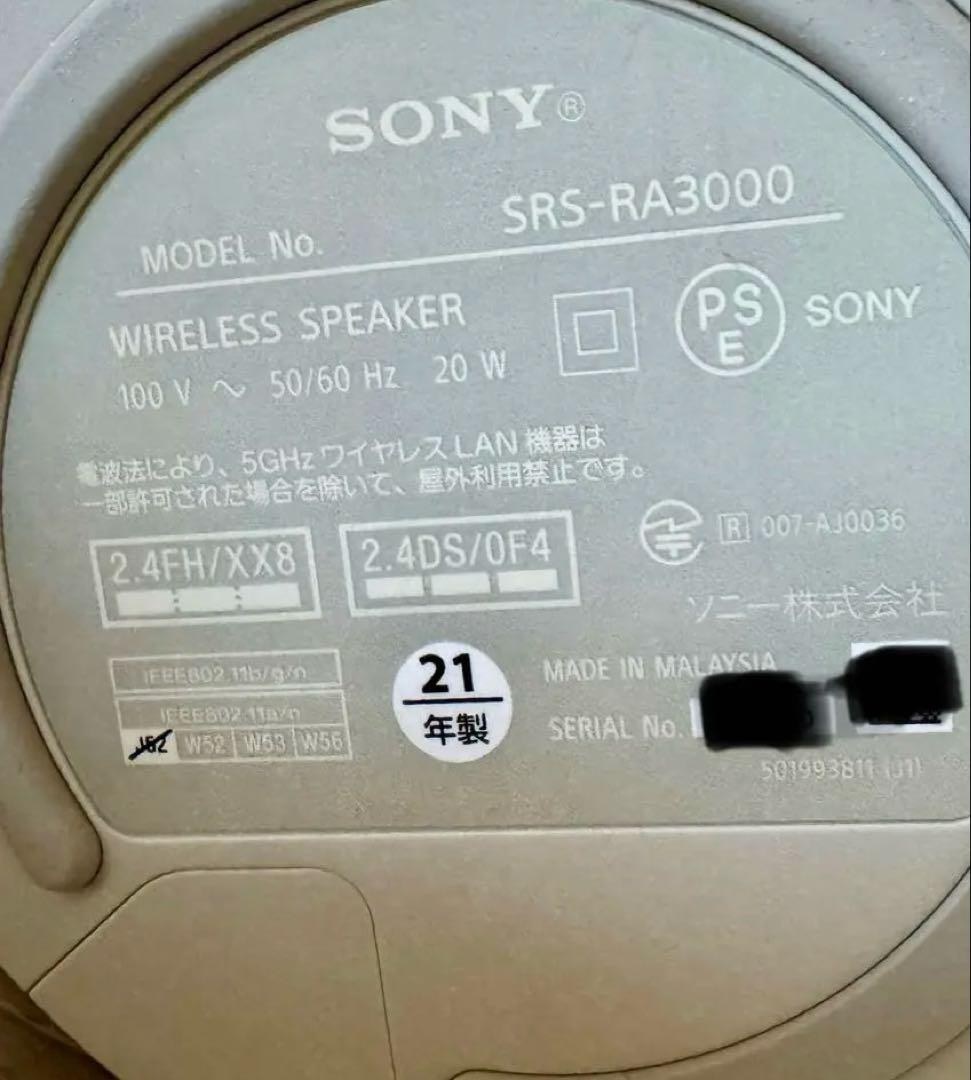 SONY®
MODEL No. SRS-RA3000
WIRELESS SPEAKER
100 V ～ 50/60 Hz 20 W
PSE SONY
電波法により、5GHzワイヤレスLAN機器は
一部許可された場合を除いて、屋外利用禁止です。
2.4FH/XX8 2.4DS/0F4
R 007-AJ0036
ソニー株式会社
IEEE802.11b/g/n
IEEE802.11a/n
J52 W52 W53 W56
21
年製
MADE IN MALAYSIA
SERIAL No.
501993811 (J1)